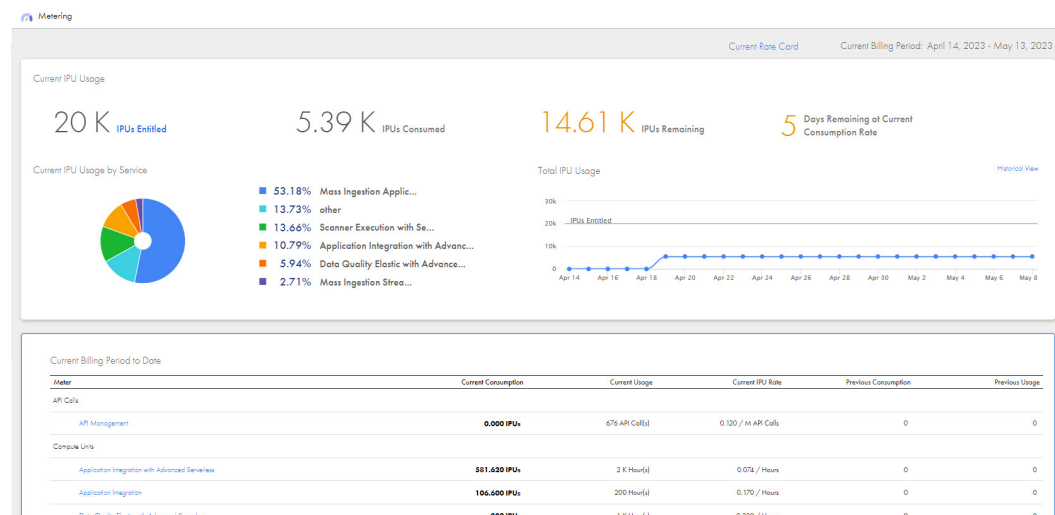 Metering
Current Rate Card Current Billing Period: April 14, 2023 - May 13, 2023
Current IPU Usage
20 K IPUs Entitled 5.39 K IPUs Consumed 14.61 K IPUs Remaining 5 Days Remaining at Current
Consumption Rate
Current IPU Usage by Service Total IPU Usage Historical View
53.18% Mass Ingestion Applic...
13.73% other
13.66% Scanner Execution with Se...
10.79% Application Integration with Advanc...
5.94% Data Quality Elastic with Advance...
2.71% Mass Ingestion Strea...
30k
IPUs Entitled
20k
10k
0
Apr 14 Apr 16 Apr 18 Apr 20 Apr 22 Apr 24 Apr 26 Apr 28 Apr 30 May 2 May 4 May 6 May 8
Current Billing Period to Date
Meter Current Consumption Current Usage Current IPU Rate Previous Consumption Previous Usage
API Calls
API Management 0.000 IPUs 676 API Call(s) 0.120 / M API Calls 0 0
Compute Units
Application Integration with Advanced Serverless 581.620 IPUs 2 K Hour(s) 0.074 / Hours 0 0
Application Integration 106.600 IPUs 200 Hour(s) 0.170 / Hours 0 0